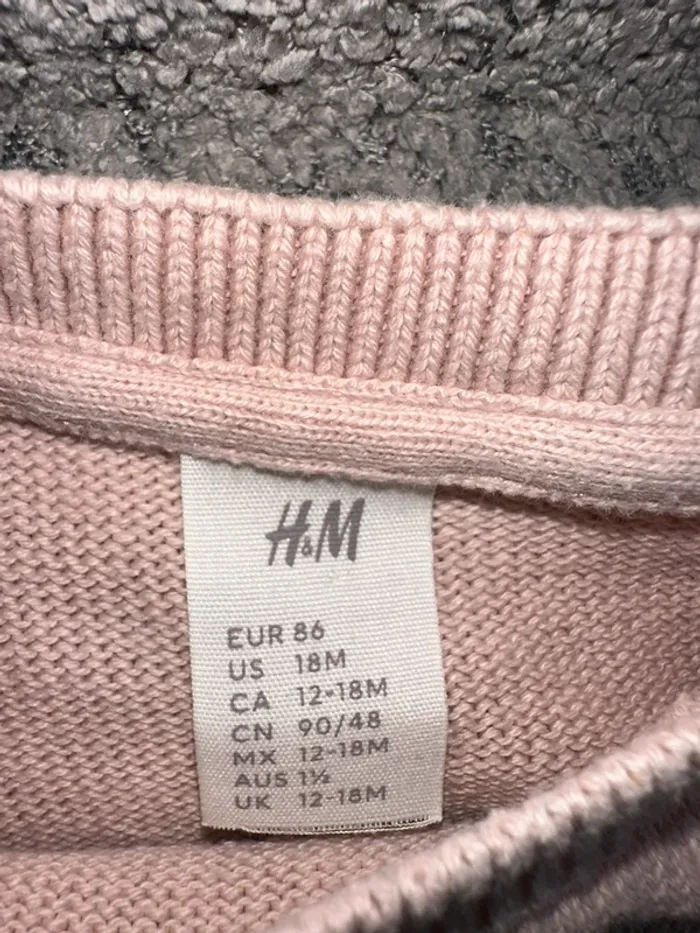 H&M
EUR 86
US 18M
CA 12-18M
CN 90/48
MX 12-18M
AUS 1½
UK 12-18M